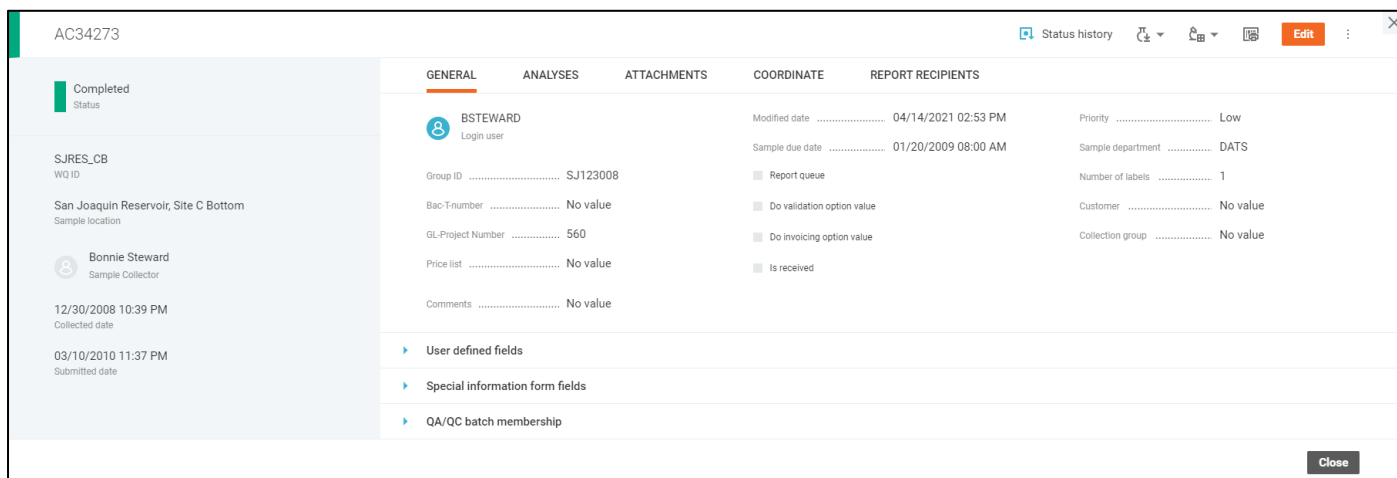 AC34273
Status history
Edit
Completed
Status
SJRES_CB
WQ ID
San Joaquin Reservoir, Site C Bottom
Sample location
Bonnie Steward
Sample Collector
12/30/2008 10:39 PM
Collected date
03/10/2010 11:37 PM
Submitted date
GENERAL ANALYSES ATTACHMENTS COORDINATE REPORT RECIPIENTS
BSTEWARD
Login user
Group ID ............................ SJ123008
Bac-T-number ....................... No value
GL-Project Number ............... 560
Price list ............................ No value
Comments ......................... No value
Modified date ...................... 04/14/2021 02:53 PM
Sample due date ................... 01/20/2009 08:00 AM
Report queue
Do validation option value
Do invoicing option value
Is received
Priority ............................. Low
Sample department ............. DATS
Number of labels ................. 1
Customer ......................... No value
Collection group .................. No value
User defined fields
Special information form fields
QA/QC batch membership
Close